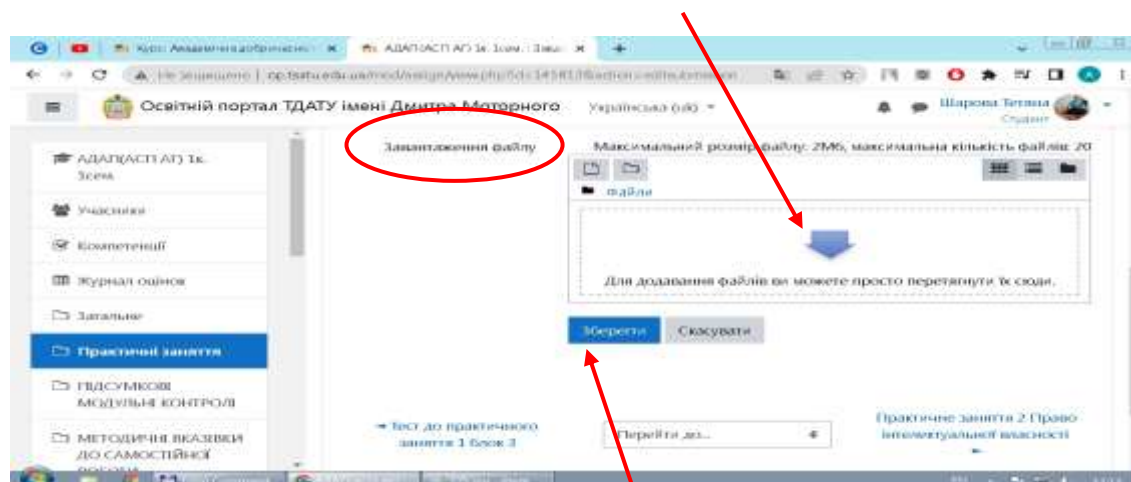 Освітній портал ТДАТУ імені Дмитра Моторного
Українська (uk)
Шарова Тетяна
Студент
АДАП(АСП АГ) 1к.
Учасники
Компетенції
Журнал оцінок
Загальне
Практичні заняття
ПІДСУМКОВІ
МОДУЛЬНІ КОНТРОЛІ
МЕТОДИЧНІ ВКАЗІВКИ
ДО САМОСТІЙНОЇ
РОБОТИ
Завантаження файлу
Максимальний розмір файлу: 2Мб, максимальна кількість файлів: 20
Файли
Для додавання файлів ви можете просто перетягнути їх сюди.
Зберегти
Скасувати
Тест до практичного
заняття 1 блок 3
Перейти до...
Практичне заняття 2 Право
інтелектуальної власності